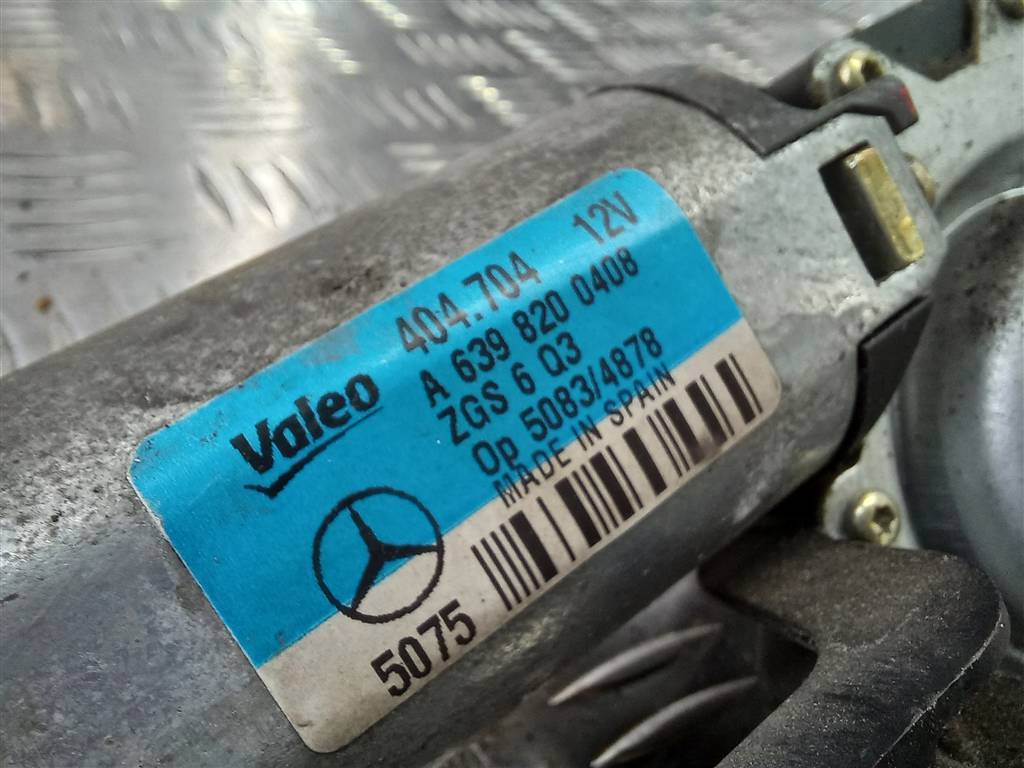 Valeo
404.704 12V
A 639 820 0408
ZGS 6 Q3
Op 5083/4878
MADE IN SPAIN
5075